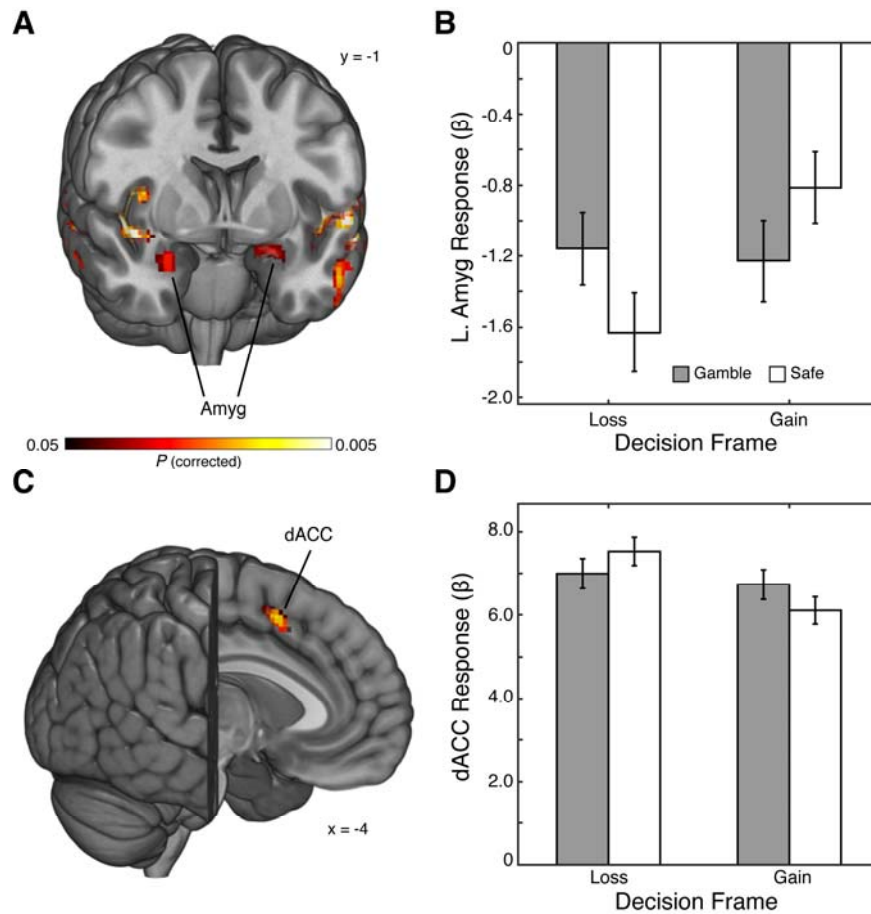 A
y = -1
Amyg
0.05
0.005
P (corrected)
B
L. Amyg Response (β)
0
-0.4
-0.8
-1.2
-1.6
-2.0
Gamble
Safe
Loss
Gain
Decision Frame
C
dACC
x = -4
D
dACC Response (β)
8.0
6.0
4.0
2.0
0
Loss
Gain
Decision Frame